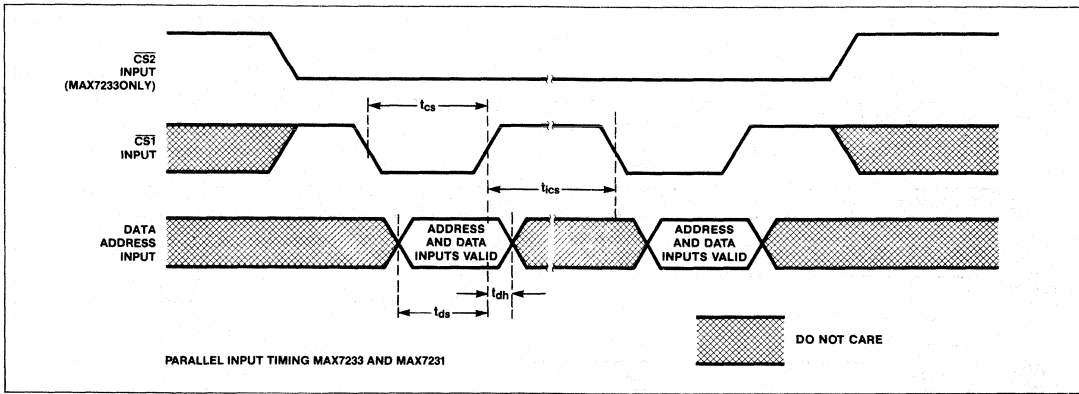 CS2
INPUT
(MAX7233ONLY)
tcs
CS1
INPUT
tics
DATA
ADDRESS
INPUT
ADDRESS
AND DATA
INPUTS VALID
ADDRESS
AND DATA
INPUTS VALID
tdh
tds
DO NOT CARE
PARALLEL INPUT TIMING MAX7233 AND MAX7231